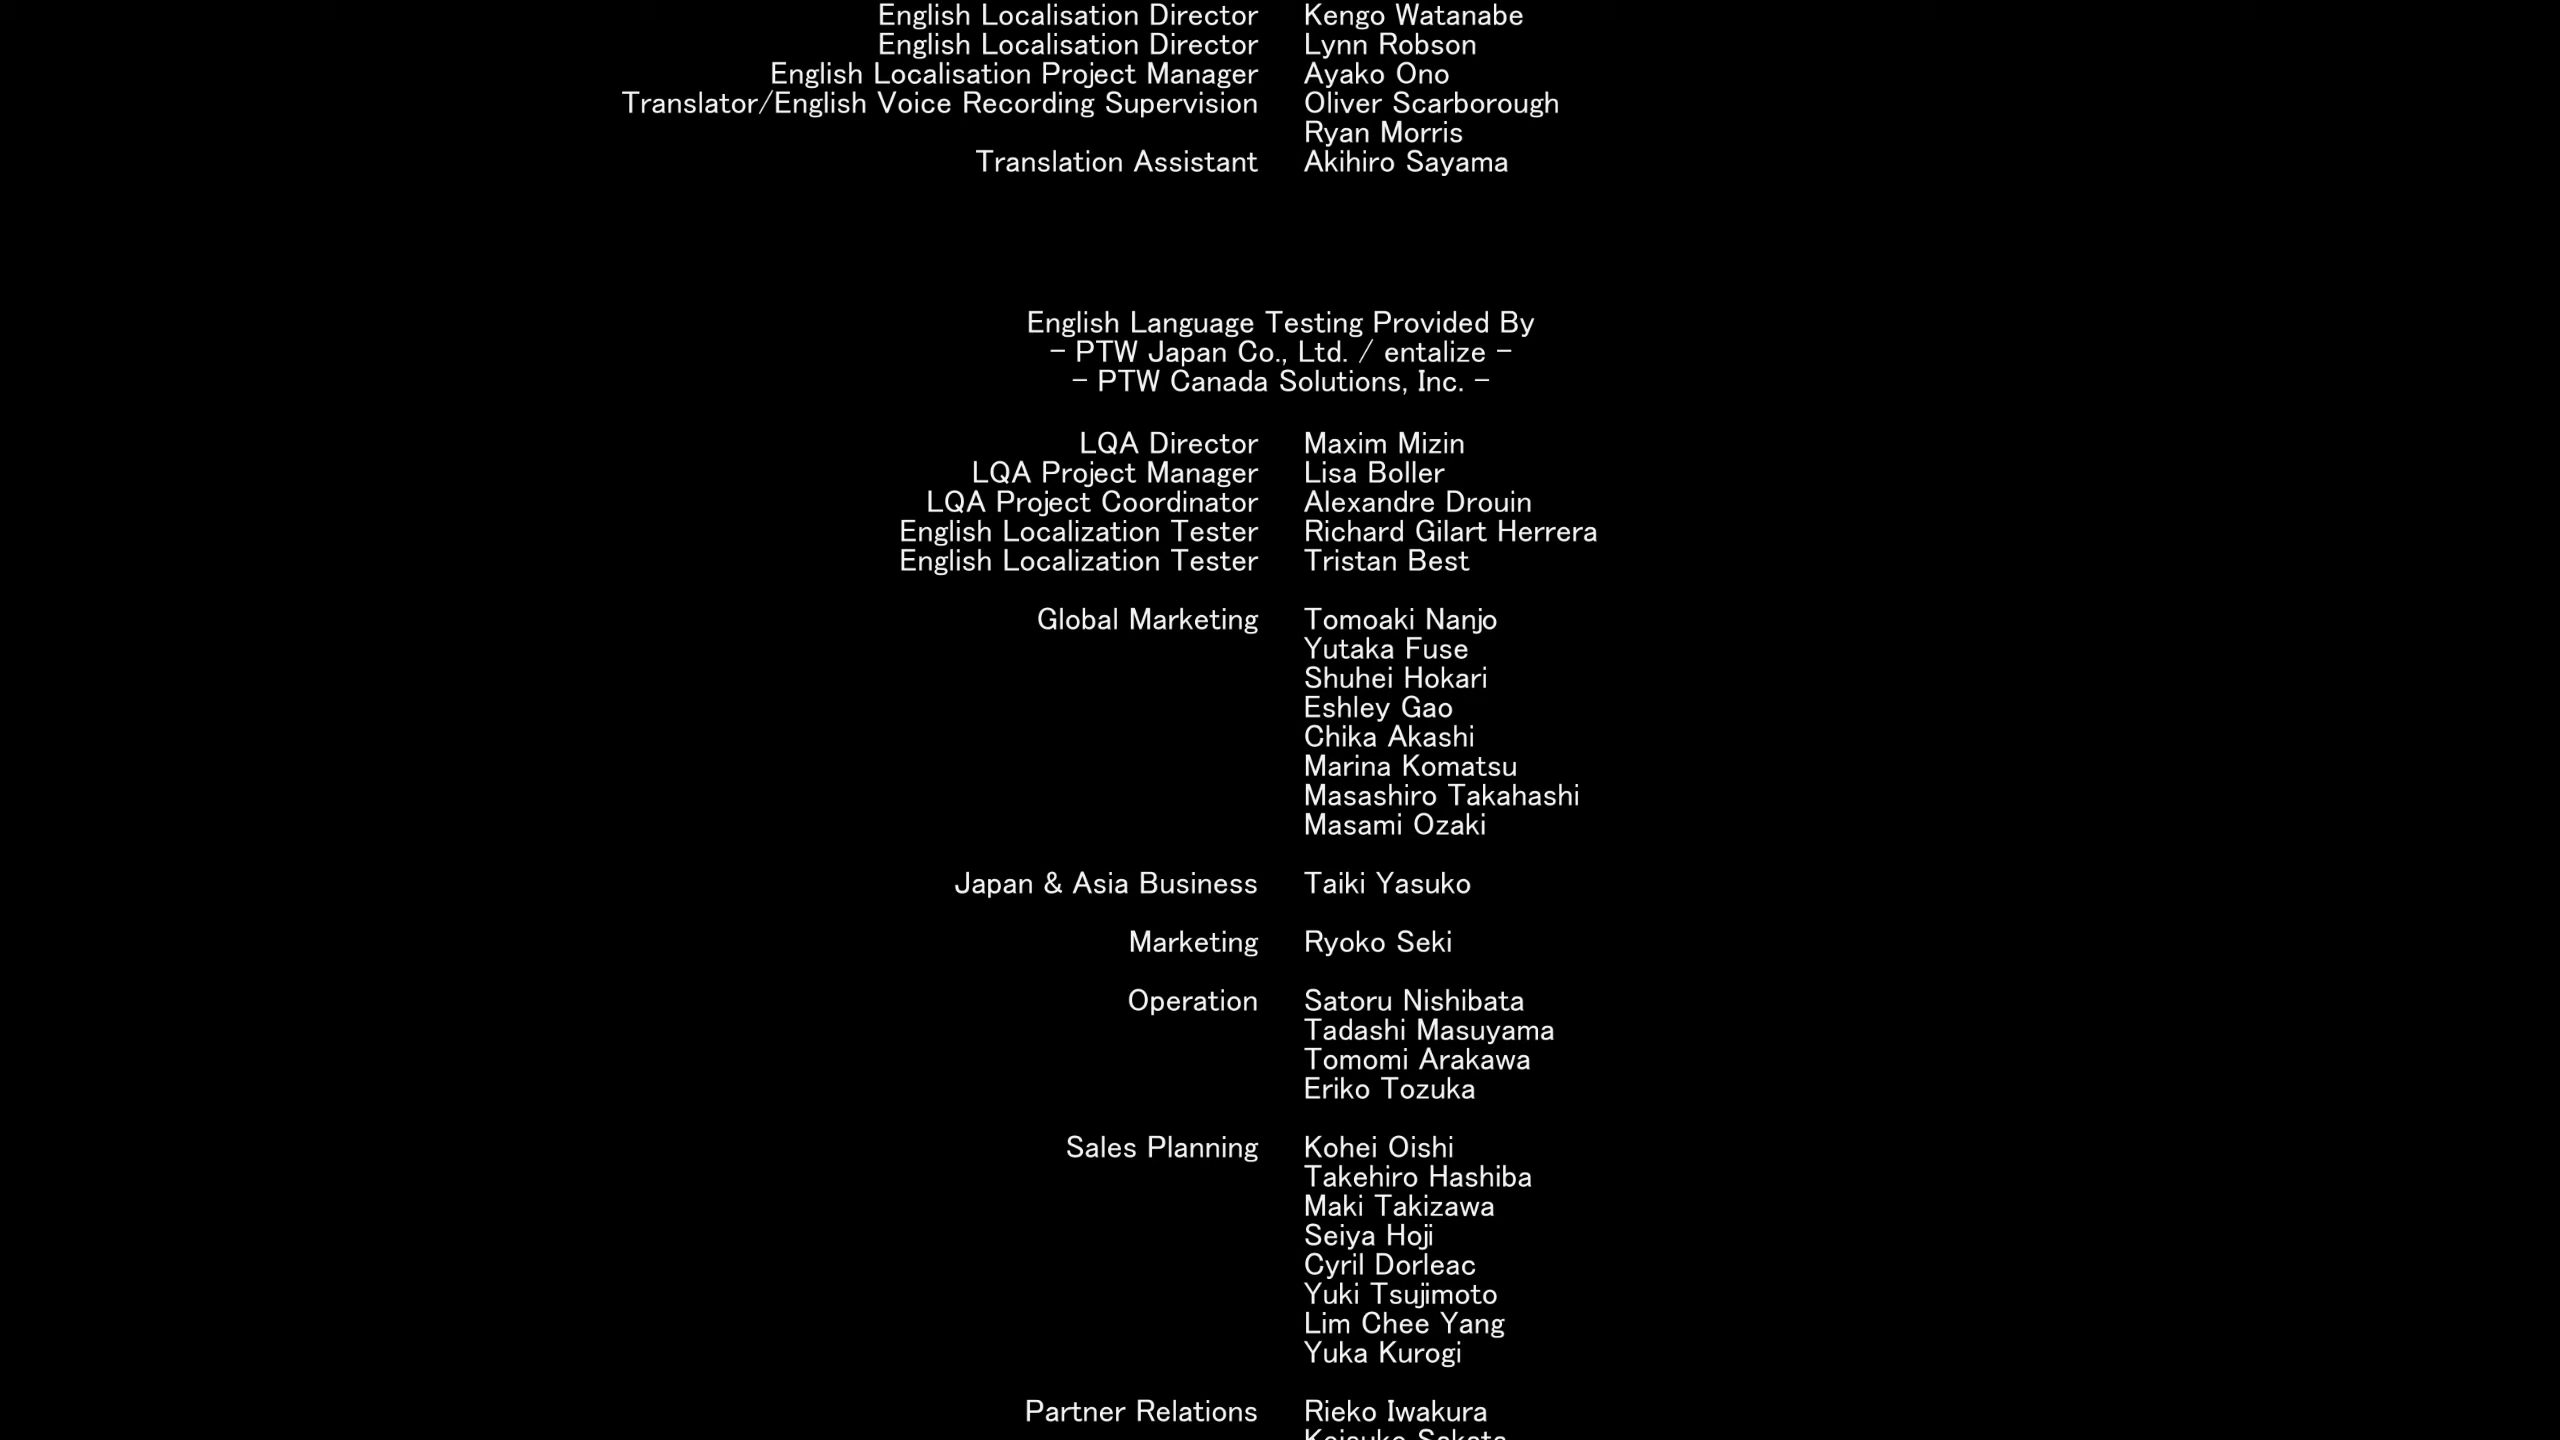 English Localisation Director Kengo Watanabe
English Localisation Director Lynn Robson
English Localisation Project Manager Ayako Ono
Translator/English Voice Recording Supervision Oliver Scarborough
Ryan Morris
Translation Assistant Akihiro Sayama
English Language Testing Provided By
- PTW Japan Co., Ltd. / entalize -
- PTW Canada Solutions, Inc. -
LQA Director Maxim Mizin
LQA Project Manager Lisa Boller
LQA Project Coordinator Alexandre Drouin
English Localization Tester Richard Gilart Herrera
English Localization Tester Tristan Best
Global Marketing Tomoaki Nanjo
Yutaka Fuse
Shuhei Hokari
Eshley Gao
Chika Akashi
Marina Komatsu
Masashiro Takahashi
Masami Ozaki
Japan & Asia Business Taiki Yasuko
Marketing Ryoko Seki
Operation Satoru Nishibata
Tadashi Masuyama
Tomomi Arakawa
Eriko Tozuka
Sales Planning Kohei Oishi
Takehiro Hashiba
Maki Takizawa
Seiya Hoji
Cyril Dorleac
Yuki Tsujimoto
Lim Chee Yang
Yuka Kurogi
Partner Relations Rieko Iwakura